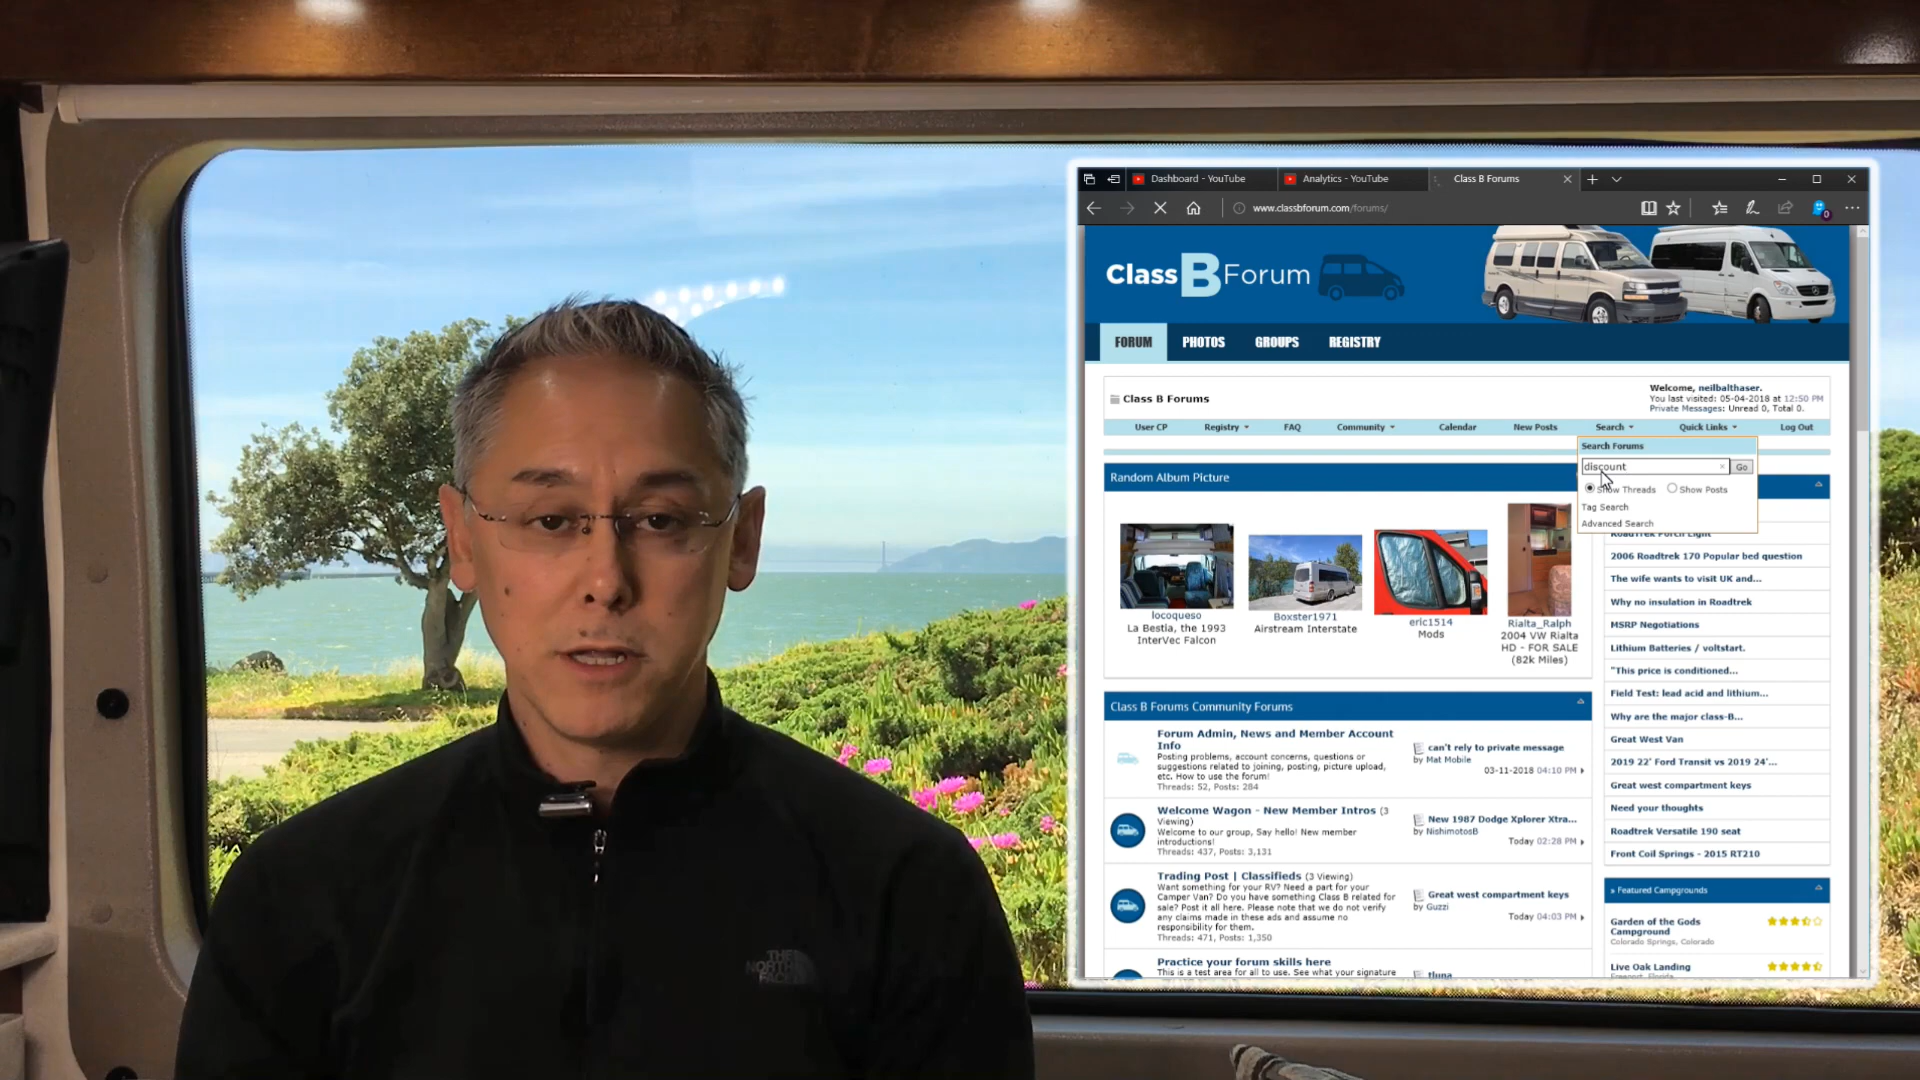 Dashboard - YouTube
Analytics - YouTube
Class B Forums
www.classbforum.com/forums/
0
Class B Forum
FORUM PHOTOS GROUPS REGISTRY
Class B Forums
Welcome, neilbalthaser.
You last visited: 05-04-2018 at 12:50 PM
Private Messages: Unread 0, Total 0.
User CP Registry FAQ Community Calendar New Posts Search Quick Links Log Out
Search Forums
discount Go
Show Threads Show Posts
Tag Search
Advanced Search
Random Album Picture
locoqueso
La Bestia, the 1993
InterVec Falcon
Boxster1971
Airstream Interstate
eric1514
Mods
Rialta_Ralph
2004 VW Rialta
HD - FOR SALE
(82k Miles)
RoadTrek Porch Light
2006 Roadtrek 170 Popular bed question
The wife wants to visit UK and...
Why no insulation in Roadtrek
MSRP Negotiations
Lithium Batteries / voltstart.
"This price is conditioned...
Field Test: lead acid and lithium...
Why are the major class-B...
Great West Van
2019 22' Ford Transit vs 2019 24'...
Great west compartment keys
Need your thoughts
Roadtrek Versatile 190 seat
Front Coil Springs - 2015 RT210
Class B Forums Community Forums
Forum Admin, News and Member Account
Info
Posting problems, account concerns, questions or
suggestions related to joining, posting, picture upload,
etc. How to use the forum!
Threads: 52, Posts: 284
can't rely to private message
by Mat Mobile
03-11-2018 04:10 PM
Welcome Wagon - New Member Intros (3
Viewing)
Welcome to our group, Say hello! New member
introductions!
Threads: 437, Posts: 3,131
New 1987 Dodge Xplorer Xtra...
by NishimotosB
Today 02:28 PM
Trading Post | Classifieds (3 Viewing)
Want something for your RV? Need a part for your
Camper Van? Do you have something Class B related for
sale? Post it all here. Please note that we do not verify
any claims made in these ads and assume no
responsibility for them.
Threads: 471, Posts: 1,350
Great west compartment keys
by Guzzi
Today 04:03 PM
Practice your forum skills here
This is a test area for all to use. See what your signature
tluna
» Featured Campgrounds
Garden of the Gods
Campground
Colorado Springs, Colorado
Live Oak Landing
Freeport, Florida
THE
NORTH
FACE